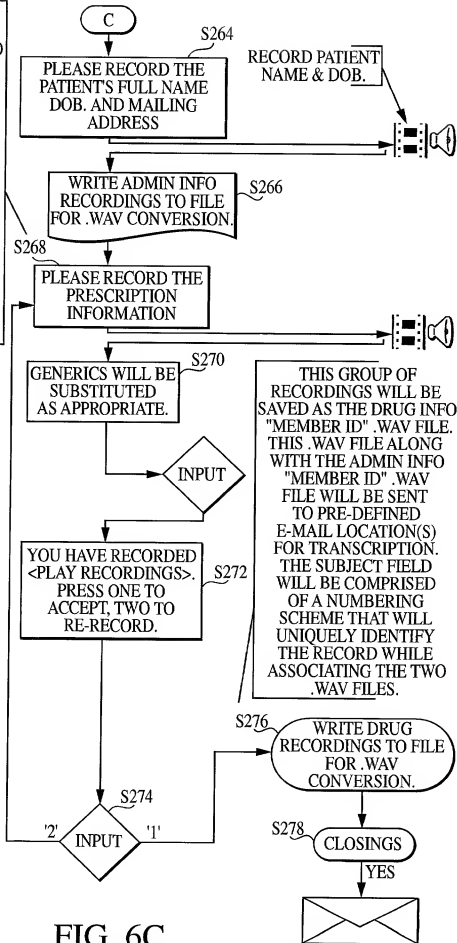 C
S264
PLEASE RECORD THE
PATIENT'S FULL NAME
DOB. AND MAILING
ADDRESS
RECORD PATIENT
NAME & DOB.
WRITE ADMIN INFO
RECORDINGS TO FILE
FOR .WAV CONVERSION.
S266
S268
PLEASE RECORD THE
PRESCRIPTION
INFORMATION
S270
GENERICS WILL BE
SUBSTITUTED
AS APPROPRIATE.
INPUT
THIS GROUP OF
RECORDINGS WILL BE
SAVED AS THE DRUG INFO
"MEMBER ID" .WAV FILE.
THIS .WAV FILE ALONG
WITH THE ADMIN INFO
"MEMBER ID" .WAV
FILE WILL BE SENT
TO PRE-DEFINED
E-MAIL LOCATION(S)
FOR TRANSCRIPTION.
THE SUBJECT FIELD
WILL BE COMPRISED
OF A NUMBERING
SCHEME THAT WILL
UNIQUELY IDENTIFY
THE RECORD WHILE
ASSOCIATING THE TWO
.WAV FILES.
YOU HAVE RECORDED
<PLAY RECORDINGS>.
PRESS ONE TO
ACCEPT, TWO TO
RE-RECORD.
S272
S274
'2' INPUT '1'
S276
WRITE DRUG
RECORDINGS TO FILE
FOR .WAV
CONVERSION.
S278
CLOSINGS
YES
FIG. 6C